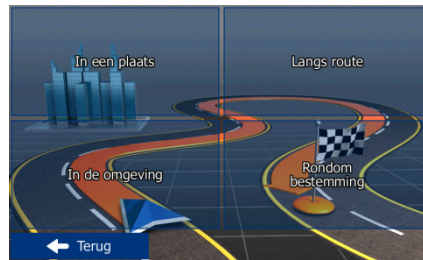 In een plaats
Langs route
In de omgeving
Rondom
bestemming
Terug